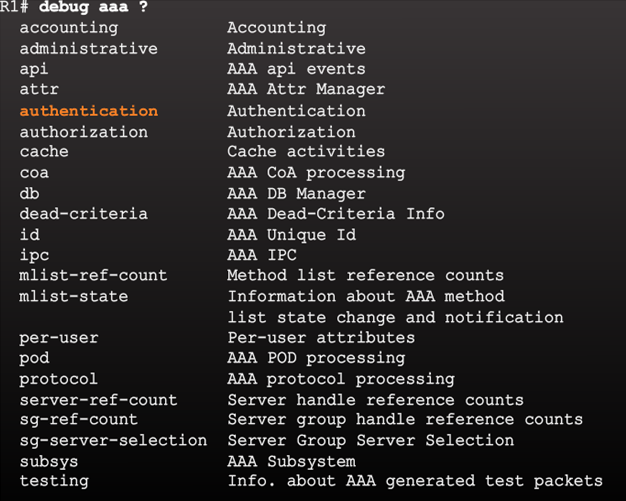 R1# debug aaa ?
accounting Accounting
administrative Administrative
api AAA api events
attr AAA Attr Manager
authentication Authentication
authorization Authorization
cache Cache activities
coa AAA CoA processing
db AAA DB Manager
dead-criteria AAA Dead-Criteria Info
id AAA Unique Id
ipc AAA IPC
mlist-ref-count Method list reference counts
mlist-state Information about AAA method
list state change and notification
per-user Per-user attributes
pod AAA POD processing
protocol AAA protocol processing
server-ref-count Server handle reference counts
sg-ref-count Server group handle reference counts
sg-server-selection Server Group Server Selection
subsys AAA Subsystem
testing Info. about AAA generated test packets